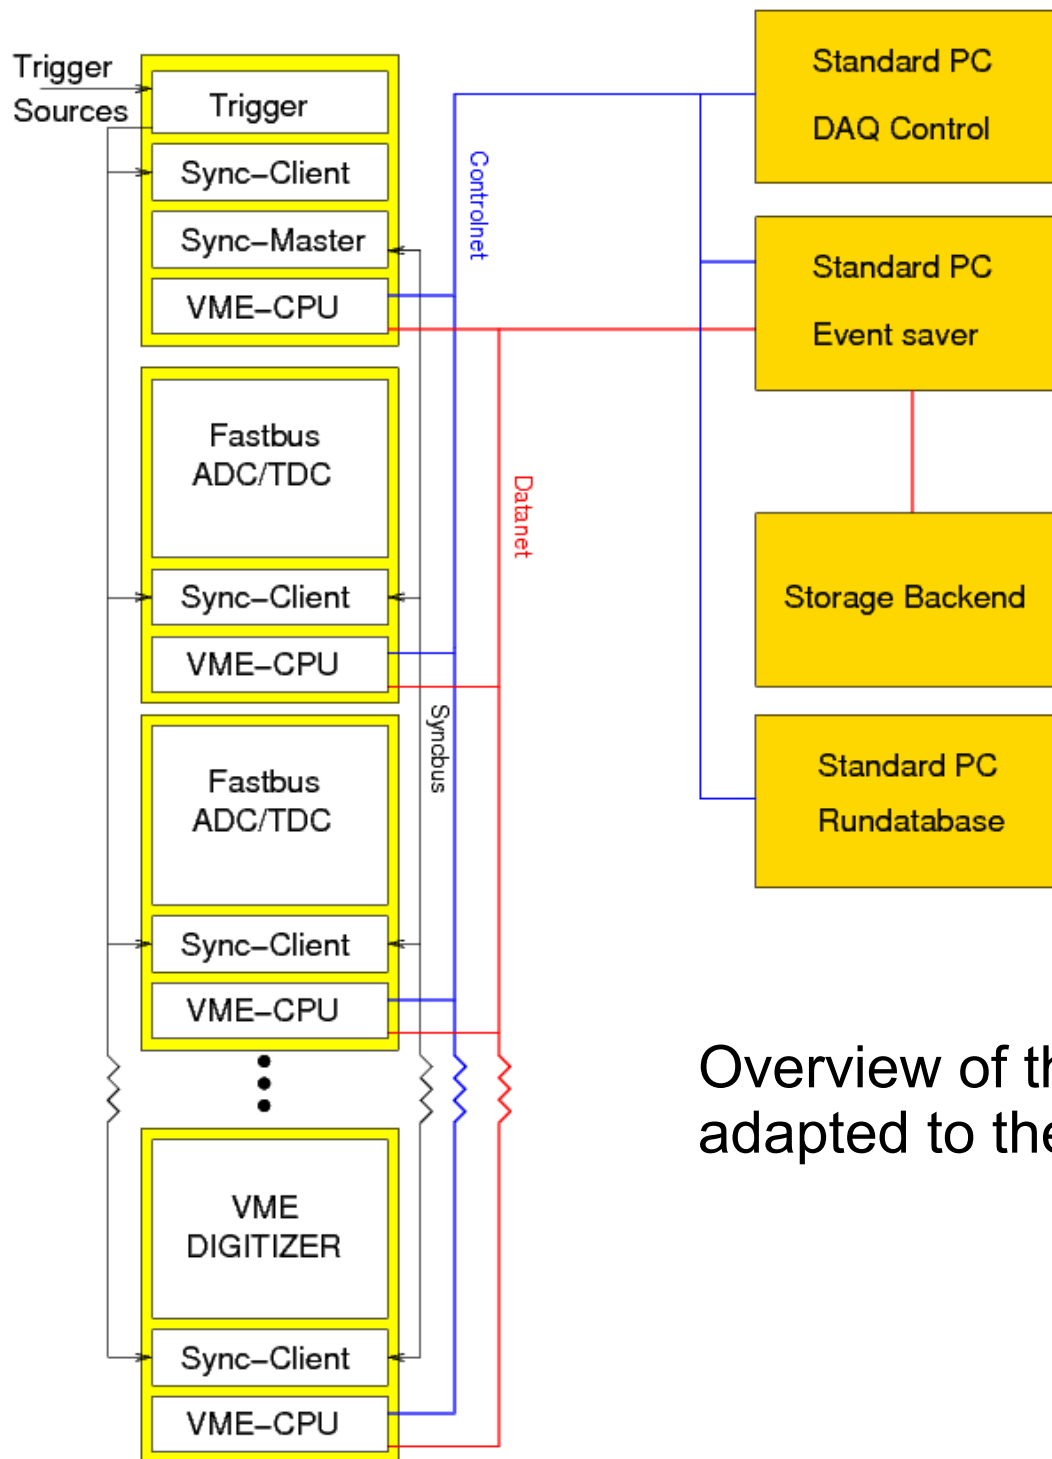 Trigger
Sources
Trigger
Sync-Client
Sync-Master
VME-CPU
Fastbus
ADC/TDC
Sync-Client
VME-CPU
Fastbus
ADC/TDC
Sync-Client
VME-CPU
VME
DIGITIZER
Sync-Client
VME-CPU
Controlnet
Datanet
Syncbus
Standard PC
DAQ Control
Standard PC
Event saver
Storage Backend
Standard PC
Rundatabase
Overview of
adapted to